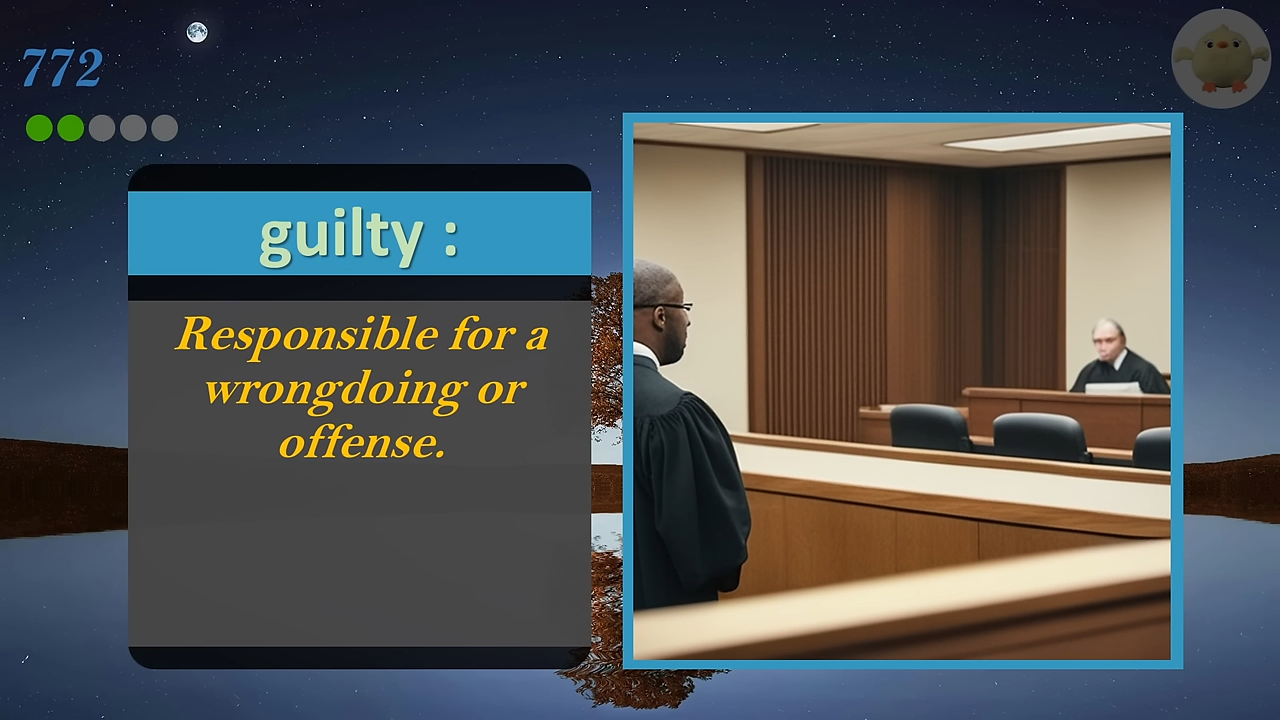 772
guilty :
Responsible for a
wrongdoing or
offense.